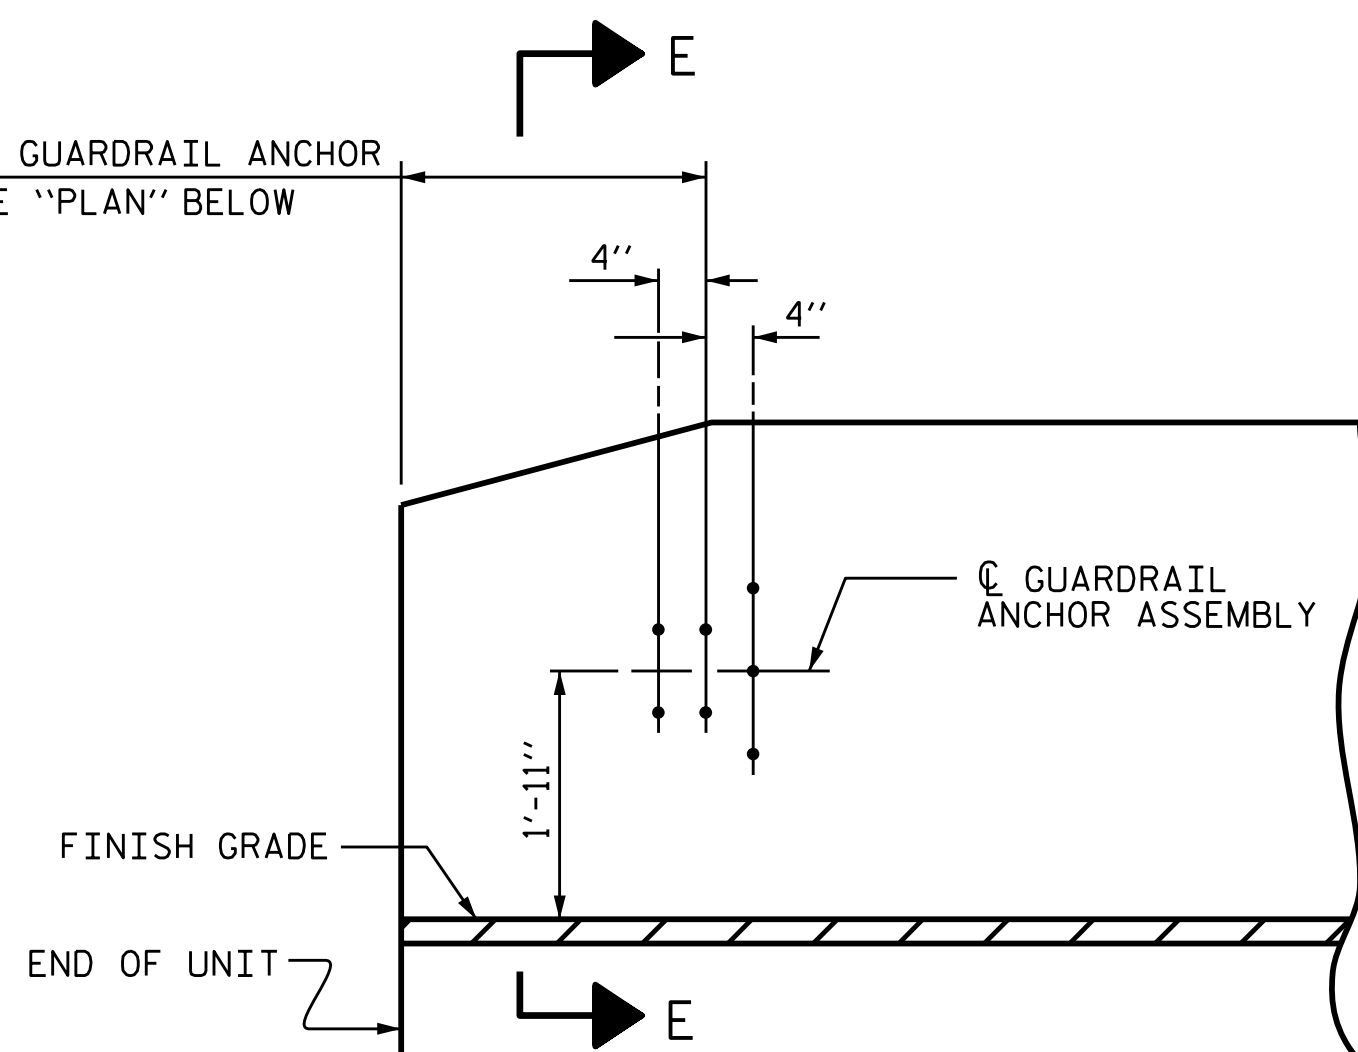 E
GUARDRAIL ANCHOR
"PLAN" BELOW
4"
4"
℄ GUARDRAIL
ANCHOR ASSEMBLY
1'-11"
FINISH GRADE
END OF UNIT
E